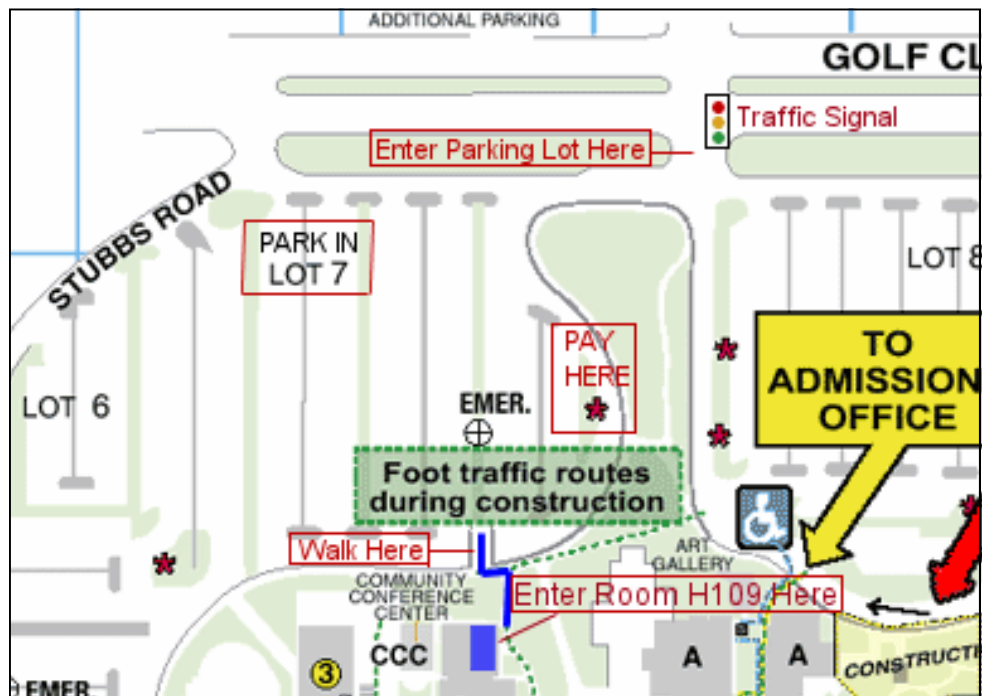 ADDITIONAL PARKING
GOLF CL
Traffic Signal
Enter Parking Lot Here
STUBBS ROAD
PARK IN
LOT 7
LOT 8
PAY
HERE
TO
ADMISSION
OFFICE
LOT 6
EMER.
Foot traffic routes
during construction
Walk Here
ART
GALLERY
COMMUNITY
CONFERENCE
CENTER
Enter Room H109 Here
CCC
3
A
A
CONSTRUCTI
EMER